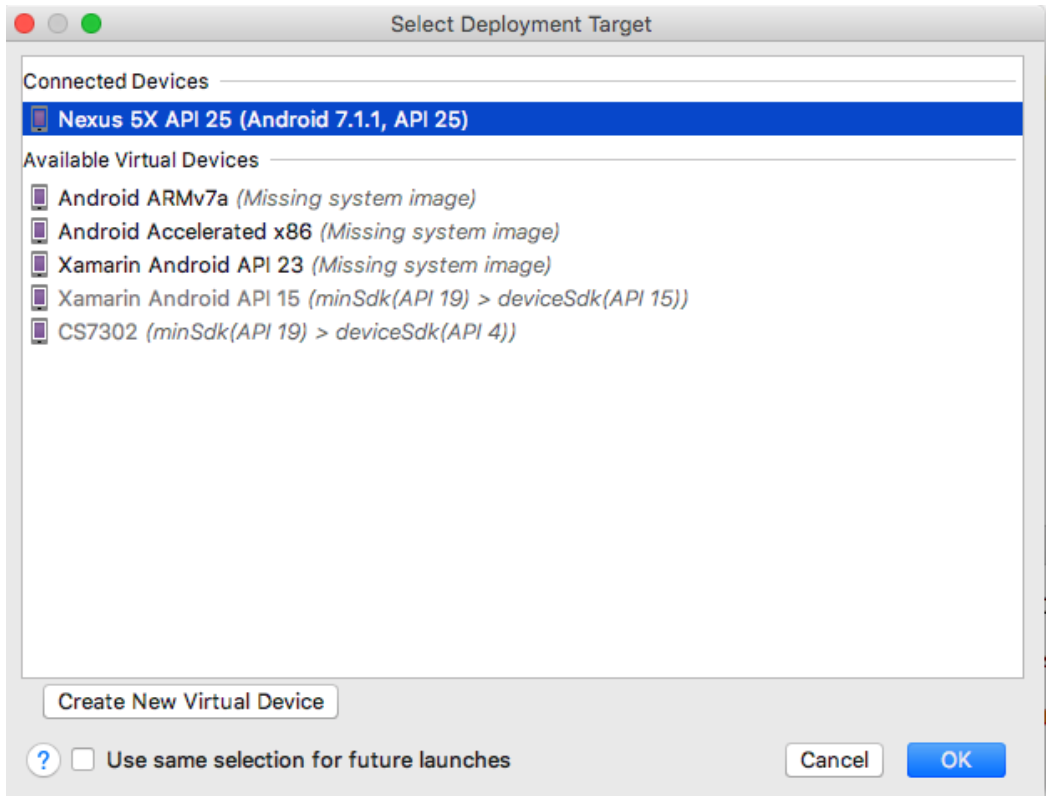 Select Deployment Target
Connected Devices
Nexus 5X API 25 (Android 7.1.1, API 25)
Available Virtual Devices
Android ARMv7a (Missing system image)
Android Accelerated x86 (Missing system image)
Xamarin Android API 23 (Missing system image)
Xamarin Android API 15 (minSdk(API 19) > deviceSdk(API 15))
CS7302 (minSdk(API 19) > deviceSdk(API 4))
Create New Virtual Device
? Use same selection for future launches
Cancel OK